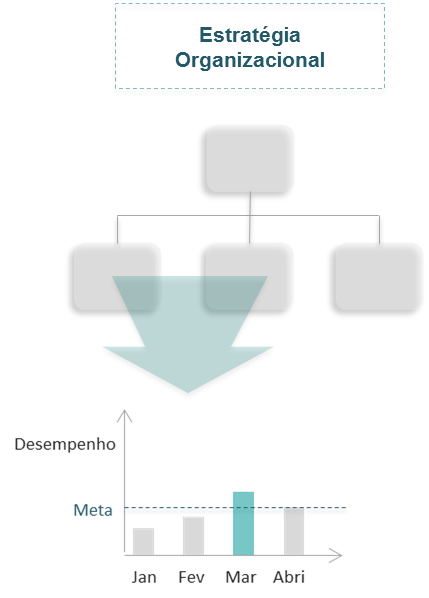 Estratégia
Organizacional
Desempenho
Meta
Jan Fev Mar Abri